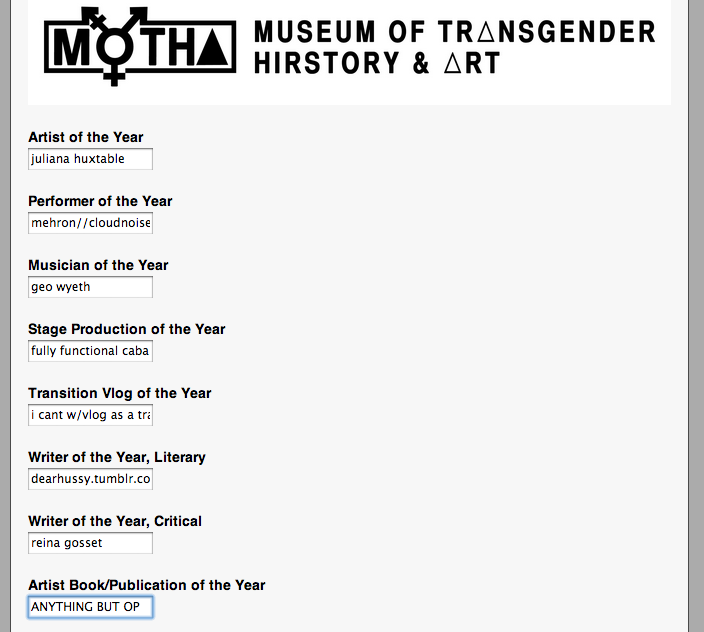 MOTHA
MUSEUM OF TRΔNSGENDER
HIRSTORY & ΔRT
Artist of the Year
juliana huxtable
Performer of the Year
mehron//cloudnoise
Musician of the Year
geo wyeth
Stage Production of the Year
fully functional caba
Transition Vlog of the Year
i cant w/vlog as a tra
Writer of the Year, Literary
dearhussy.tumblr.co
Writer of the Year, Critical
reina gosset
Artist Book/Publication of the Year
ANYTHING BUT OP